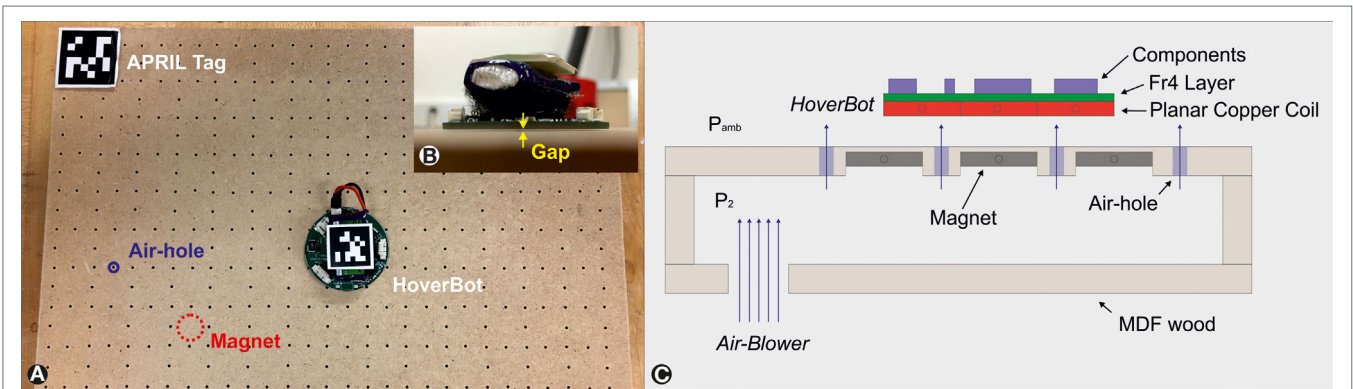 APRIL Tag
B
Gap
Air-hole
HoverBot
Magnet
A
Components
Fr4 Layer
HoverBot
Planar Copper Coil
Pamb
P2
Magnet
Air-hole
MDF wood
Air-Blower
C